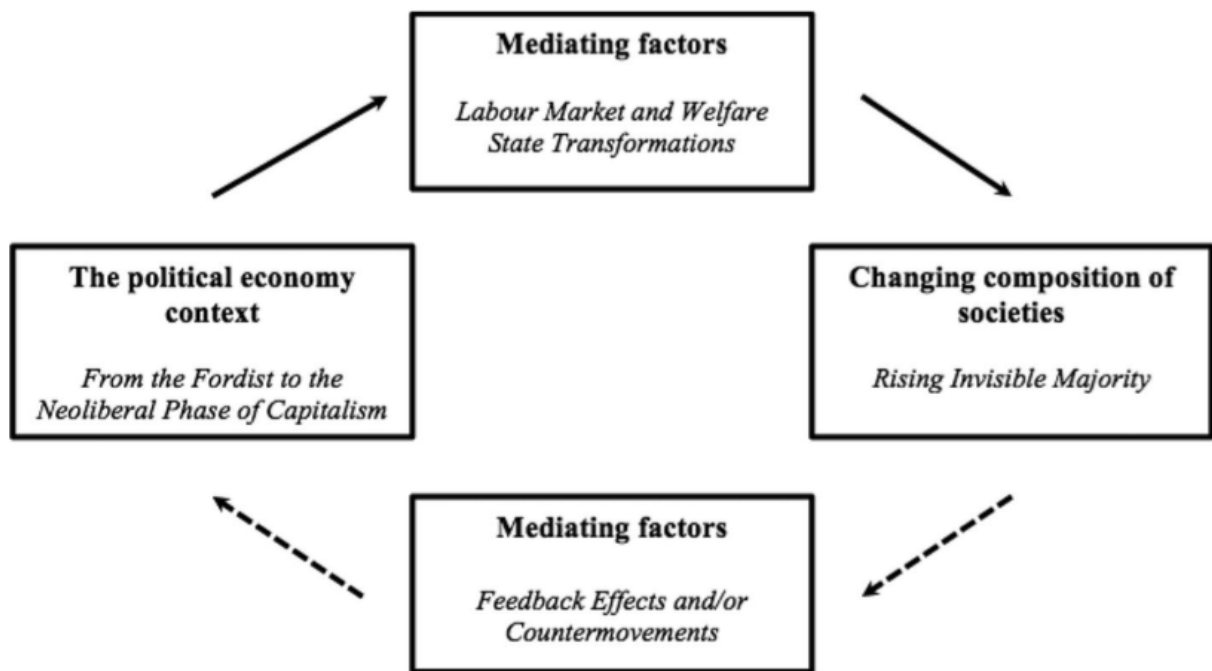 Mediating factors
Labour Market and Welfare
State Transformations
The political economy
context
From the Fordist to the
Neoliberal Phase of Capitalism
Changing composition of
societies
Rising Invisible Majority
Mediating factors
Feedback Effects and/or
Countermovements